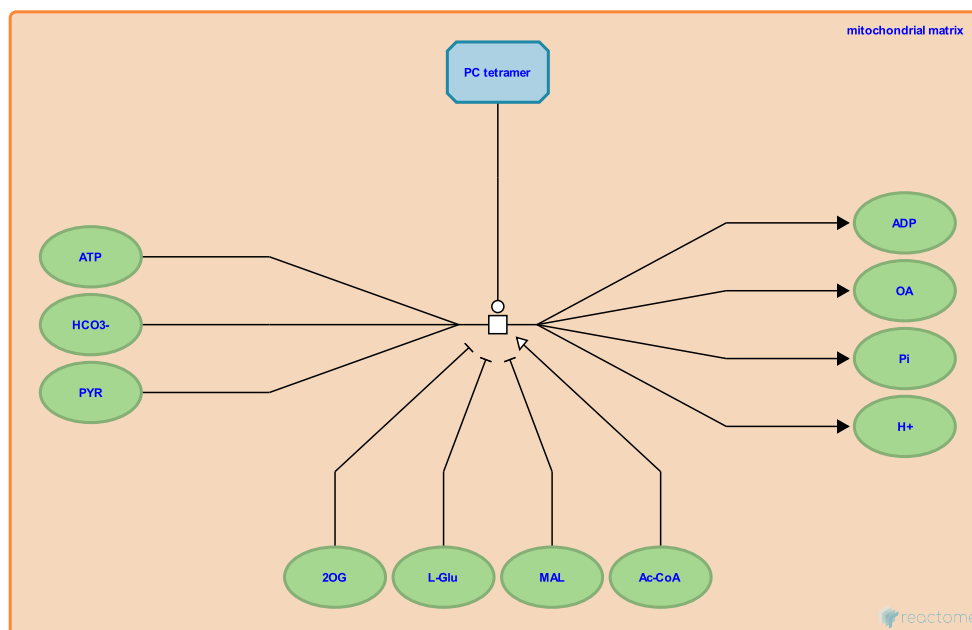 mitochondrial matrix
PC tetramer
ATP
HCO3-
PYR
ADP
OA
Pi
H+
2OG
L-Glu
MAL
Ac-CoA
reactome